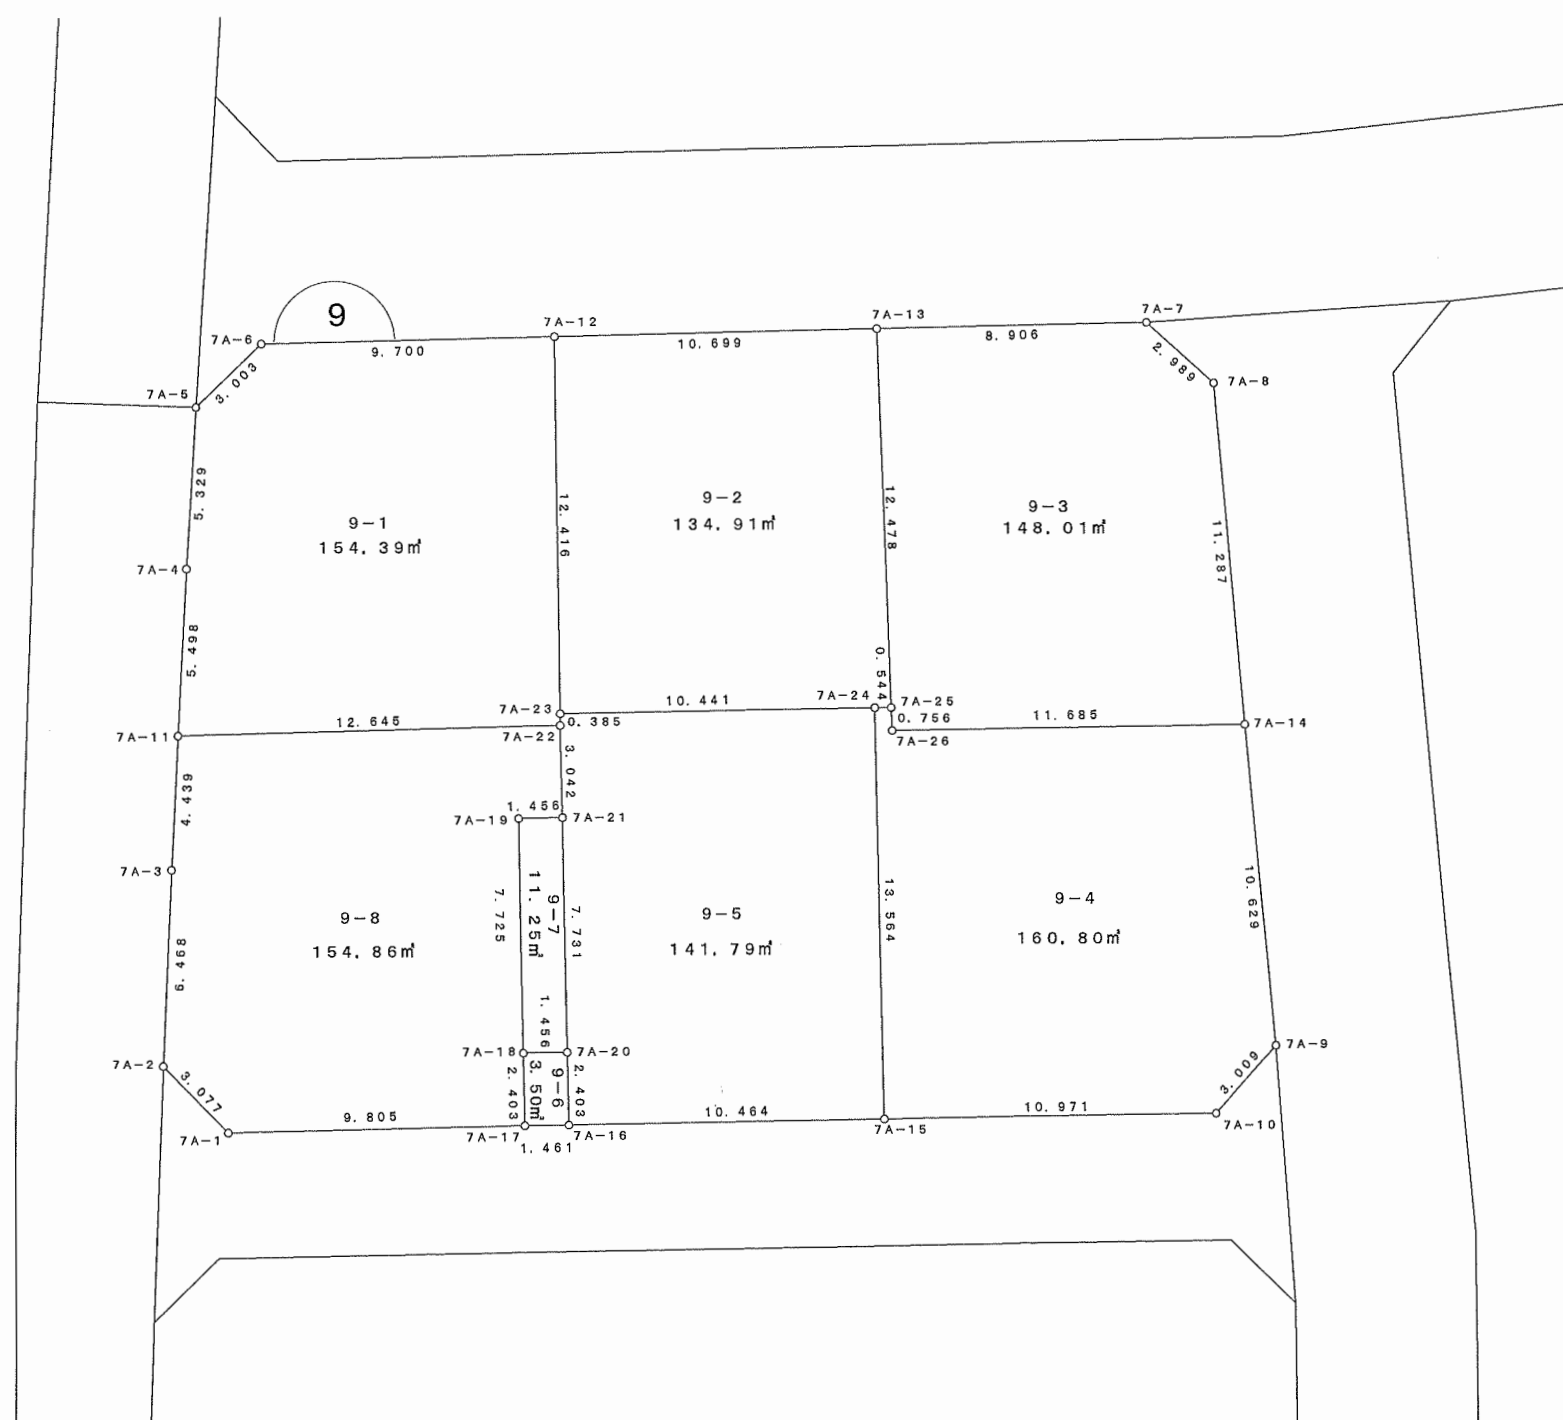 9
7A-6
7A-12
7A-13
7A-7
9. 700
10. 699
8. 906
2. 989
7A-5
3. 003
7A-8
5. 329
12. 416
12. 478
11. 287
9-1
154. 39㎡
9-2
134. 91㎡
9-3
148. 01㎡
7A-4
5. 498
0. 544
7A-23
10. 441
7A-24
7A-25
7A-11
12. 645
0. 385
0. 756
11. 685
7A-14
7A-22
7A-26
3. 042
4. 439
1. 456
7A-19
7A-21
7A-3
7. 725
9-7
11. 25㎡
7. 731
13. 564
10. 629
9-8
154. 86㎡
9-5
141. 79㎡
9-4
160. 80㎡
6. 468
1. 456
7A-2
7A-18
7A-20
7A-9
3. 077
2. 403
9-6
3. 50㎡
2. 403
3. 009
9. 805
10. 464
10. 971
7A-1
7A-17
7A-16
7A-15
7A-10
1. 461